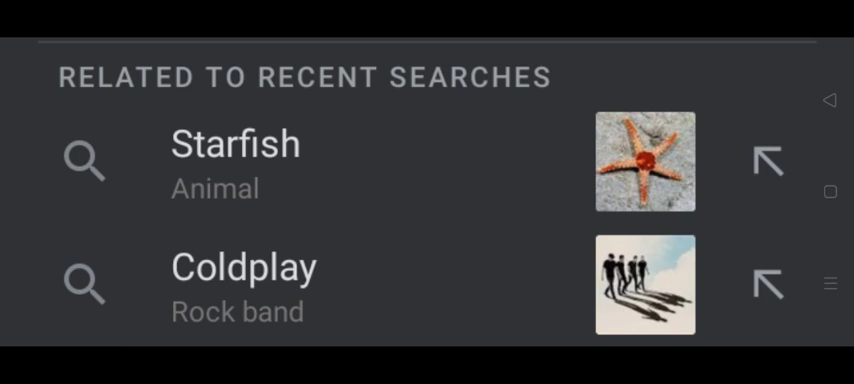 RELATED TO RECENT SEARCHES
Starfish
Animal
Coldplay
Rock band